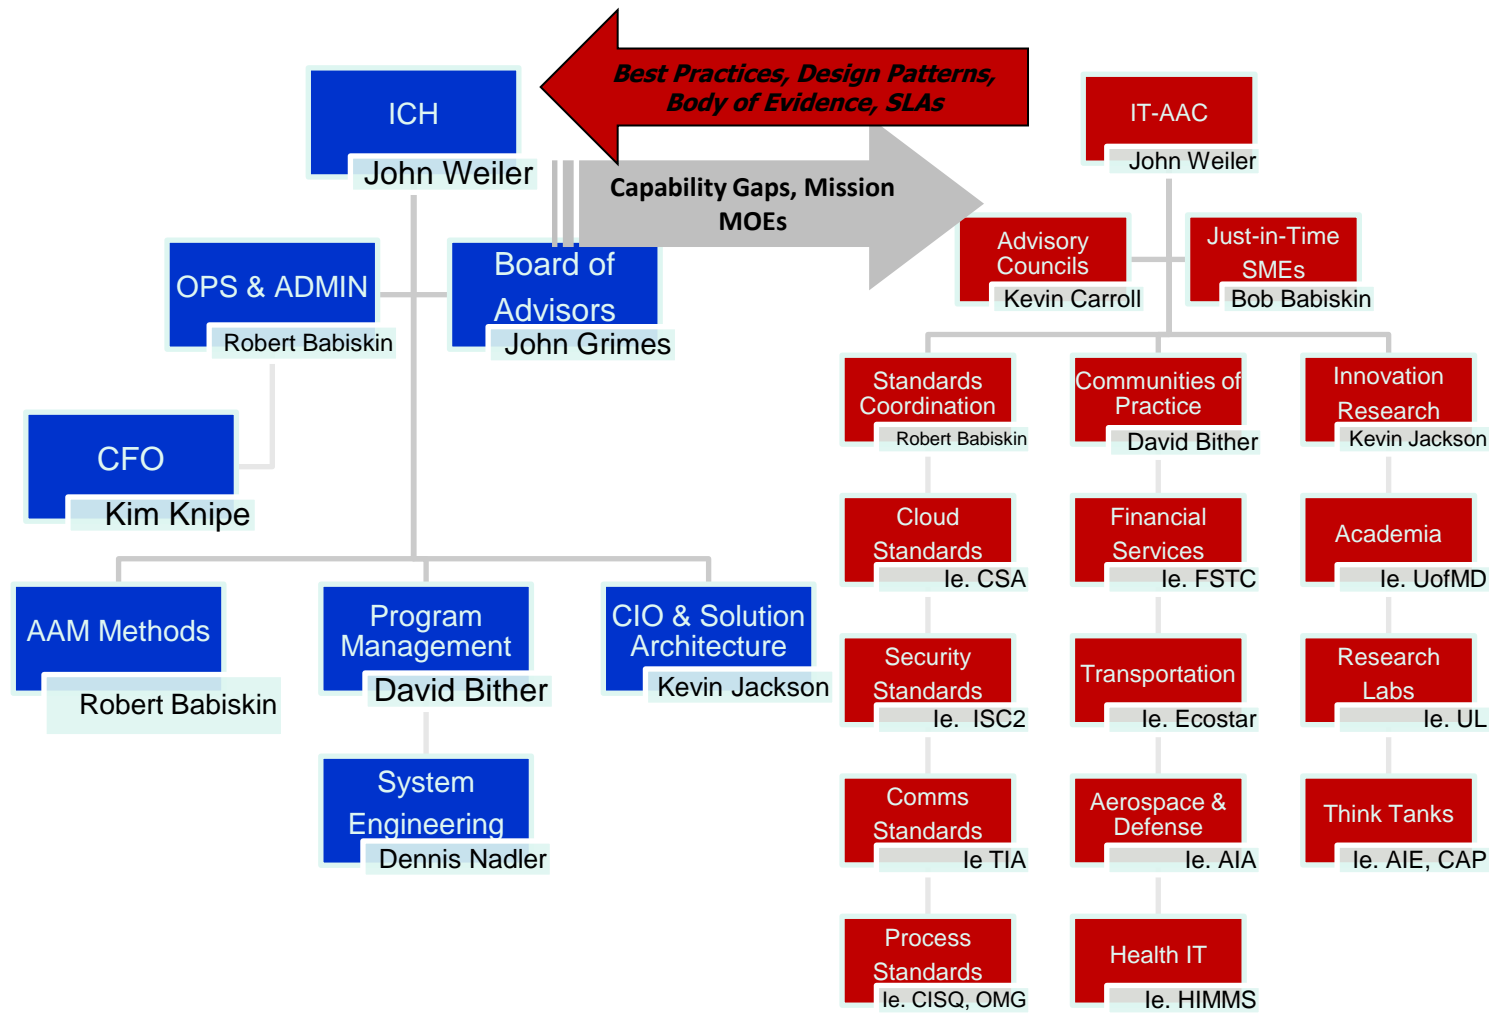 Best Practices, Design Patterns,
Body of Evidence, SLAs
Capability Gaps, Mission
MOEs
ICH
John Weiler
OPS & ADMIN
Robert Babiskin
Board of
Advisors
John Grimes
CFO
Kim Knipe
AAM Methods
Robert Babiskin
Program
Management
David Bither
CIO & Solution
Architecture
Kevin Jackson
System
Engineering
Dennis Nadler
IT-AAC
John Weiler
Advisory
Councils
Kevin Carroll
Just-in-Time
SMEs
Bob Babiskin
Standards
Coordination
Robert Babiskin
Cloud
Standards
Ie. CSA
Security
Standards
Ie. ISC2
Comms
Standards
Ie TIA
Process
Standards
Ie. CISQ, OMG
Communities of
Practice
David Bither
Financial
Services
Ie. FSTC
Transportation
Ie. Ecostar
Aerospace &
Defense
Ie. AIA
Health IT
Ie. HIMMS
Innovation
Research
Kevin Jackson
Academia
Ie. UofMD
Research
Labs
Ie. UL
Think Tanks
Ie. AIE, CAP